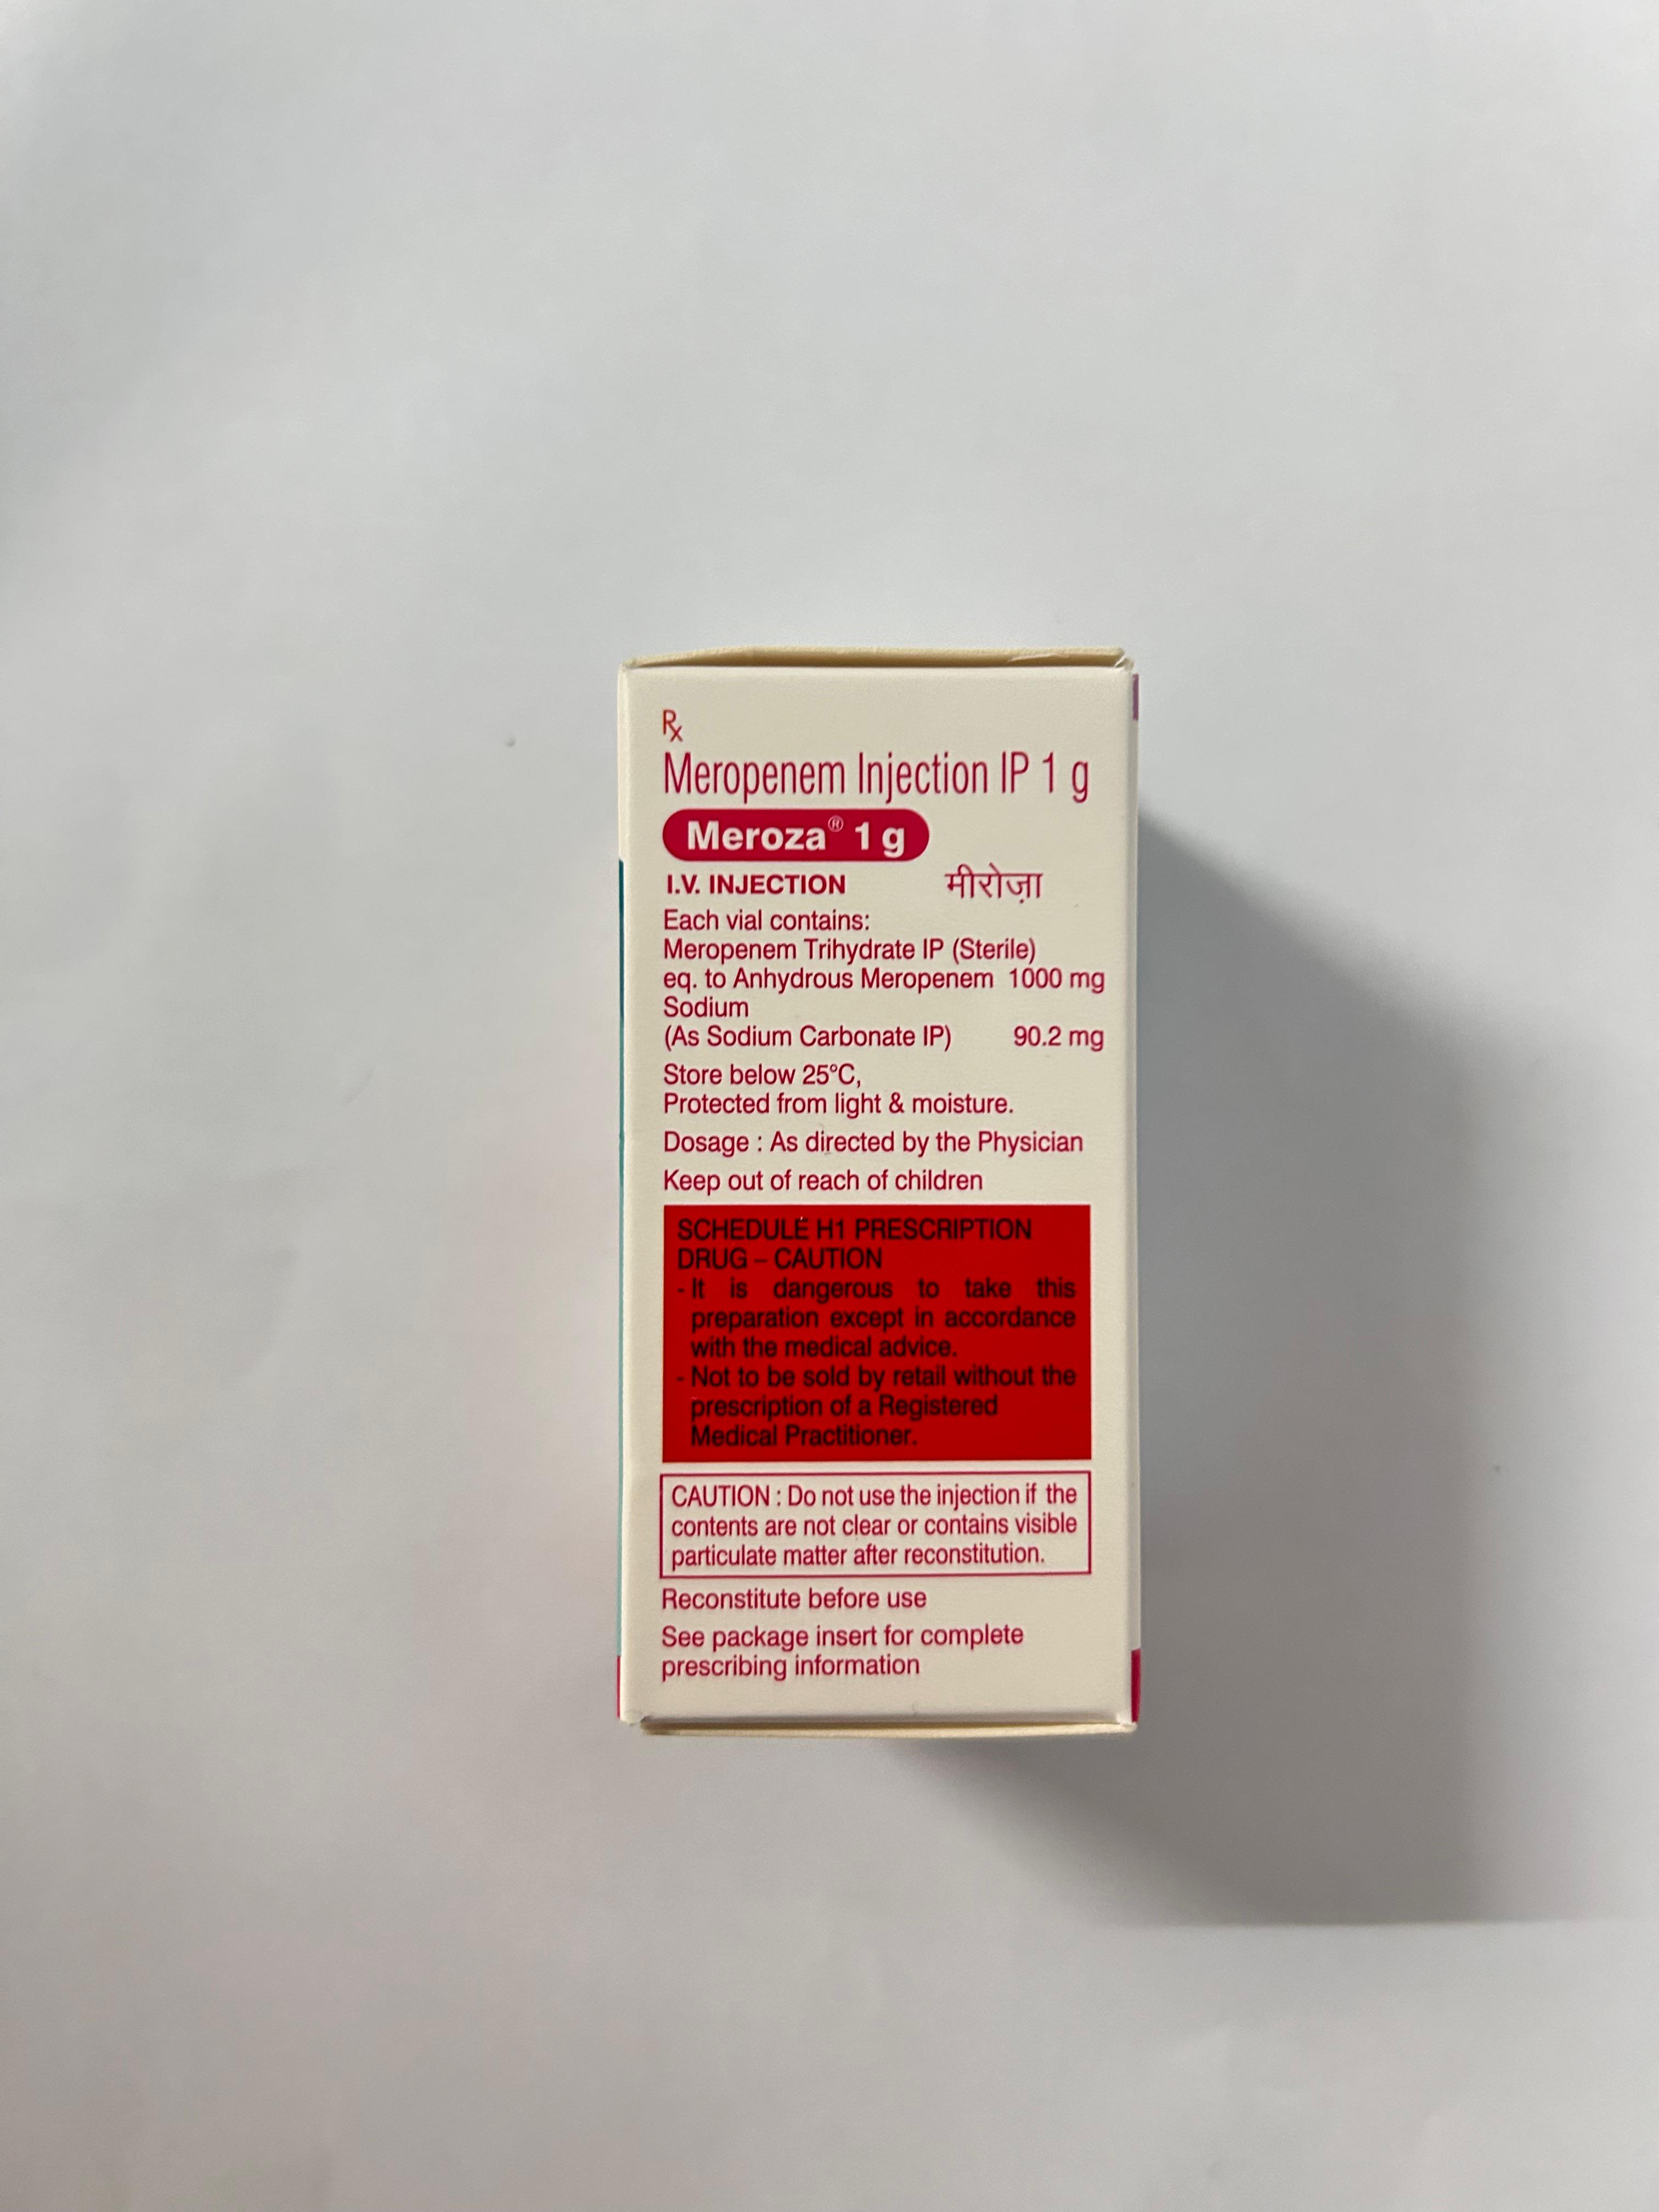 Rx
Meropenem Injection IP 1 g
Meroza® 1 g
I.V. INJECTION मीरोज़ा
Each vial contains:
Meropenem Trihydrate IP (Sterile)
eq. to Anhydrous Meropenem 1000 mg
Sodium
(As Sodium Carbonate IP) 90.2 mg
Store below 25°C,
Protected from light & moisture.
Dosage : As directed by the Physician
Keep out of reach of children
SCHEDULE H1 PRESCRIPTION
DRUG – CAUTION
- It is dangerous to take this
preparation except in accordance
with the medical advice.
- Not to be sold by retail without the
prescription of a Registered
Medical Practitioner.
CAUTION : Do not use the injection if the
contents are not clear or contains visible
particulate matter after reconstitution.
Reconstitute before use
See package insert for complete
prescribing information